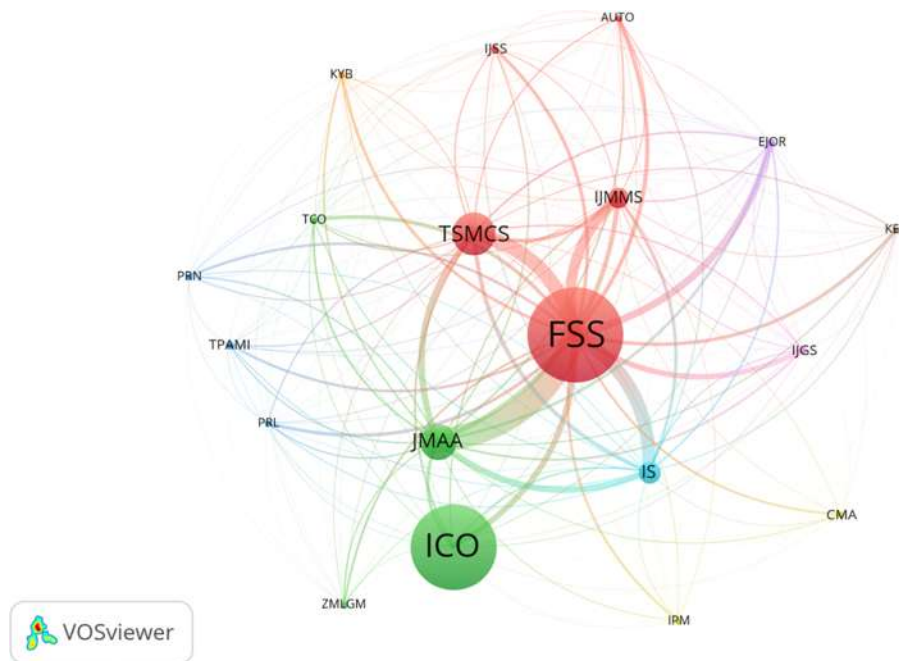 AUTO
IJSS
KYB
EJOR
IJMMS
TCO
TSMCS
KE
PRN
FSS
TPAMI
IJGS
PRL
JMAA
IS
CMA
ICO
ZMLGM
IPM
VOSviewer